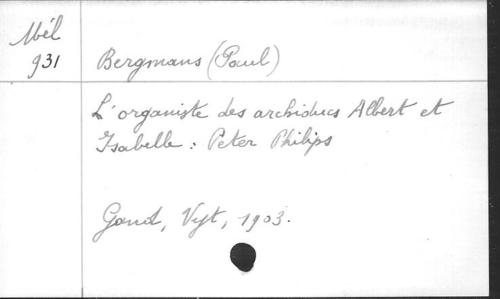 Mél
931
Bergmans (Paul)
L'organiste des archiducs Albert et
Isabelle : Peter Philips
Gand, Vyt, 1903.